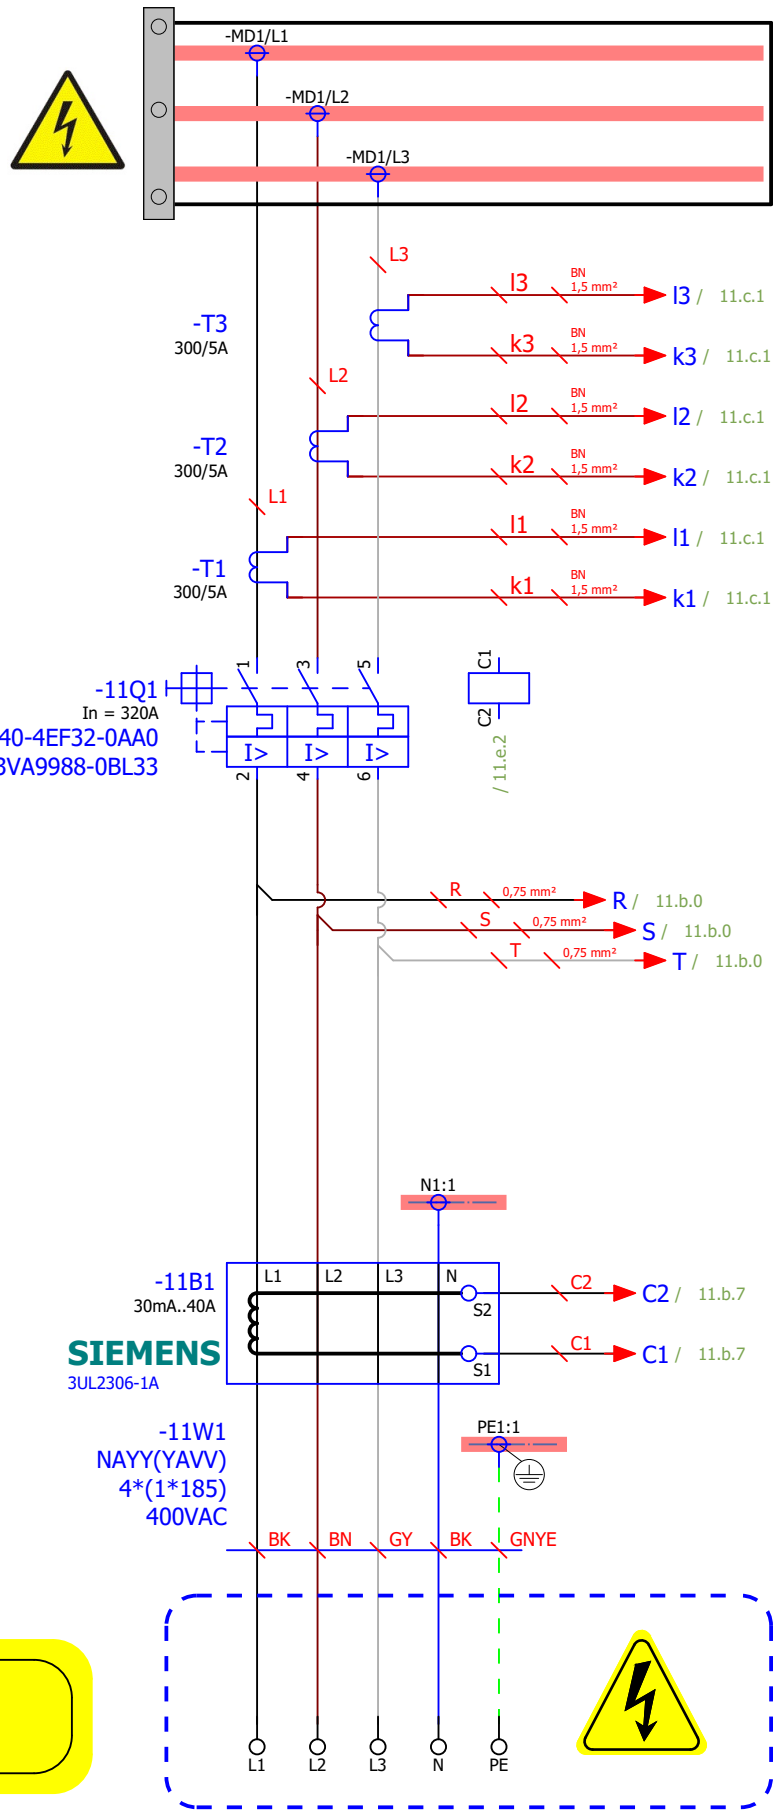 -MD1/L1
-MD1/L2
-MD1/L3
L3
l3
BN
1,5 mm²
l3 / 11.c.1
-T3
300/5A
k3
BN
1,5 mm²
k3 / 11.c.1
L2
l2
BN
1,5 mm²
l2 / 11.c.1
-T2
300/5A
k2
BN
1,5 mm²
k2 / 11.c.1
L1
l1
BN
1,5 mm²
l1 / 11.c.1
-T1
300/5A
k1
BN
1,5 mm²
k1 / 11.c.1
1 3 5
C1
-11Q1
In = 320A
40-4EF32-0AA0
3VA9988-0BL33
I> I> I>
2 4 6
C2
/ 11.e.2
R 0,75 mm² R / 11.b.0
S 0,75 mm² S / 11.b.0
T 0,75 mm² T / 11.b.0
N1:1
-11B1
30mA..40A
L1 L2 L3 N
S2
C2 C2 / 11.b.7
SIEMENS
3UL2306-1A
S1
C1 C1 / 11.b.7
-11W1
NAYY(YAVV)
4*(1*185)
400VAC
PE1:1
BK BN GY BK GNYE
L1 L2 L3 N PE